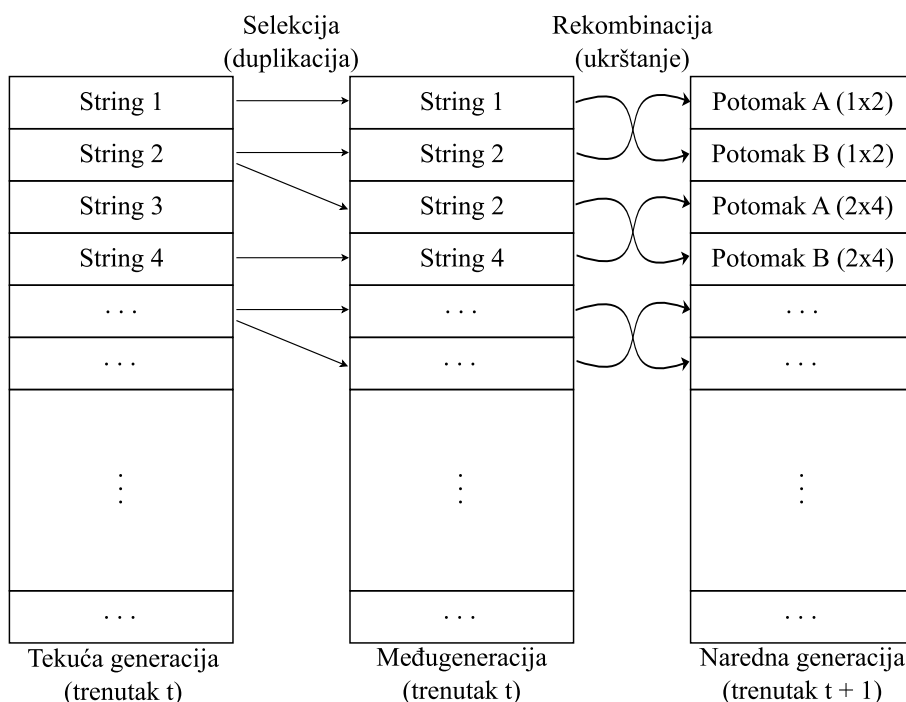 Selekcija
(duplikacija)
Rekombinacija
(ukrštanje)
String 1
String 1
Potomak A (1x2)
String 2
String 2
Potomak B (1x2)
String 3
String 2
Potomak A (2x4)
String 4
String 4
Potomak B (2x4)
. . .
. . .
. . .
. . .
. . .
. . .
. . .
. . .
. . .
Tekuća generacija
(trenutak t)
Međugeneracija
(trenutak t)
Naredna generacija
(trenutak t + 1)